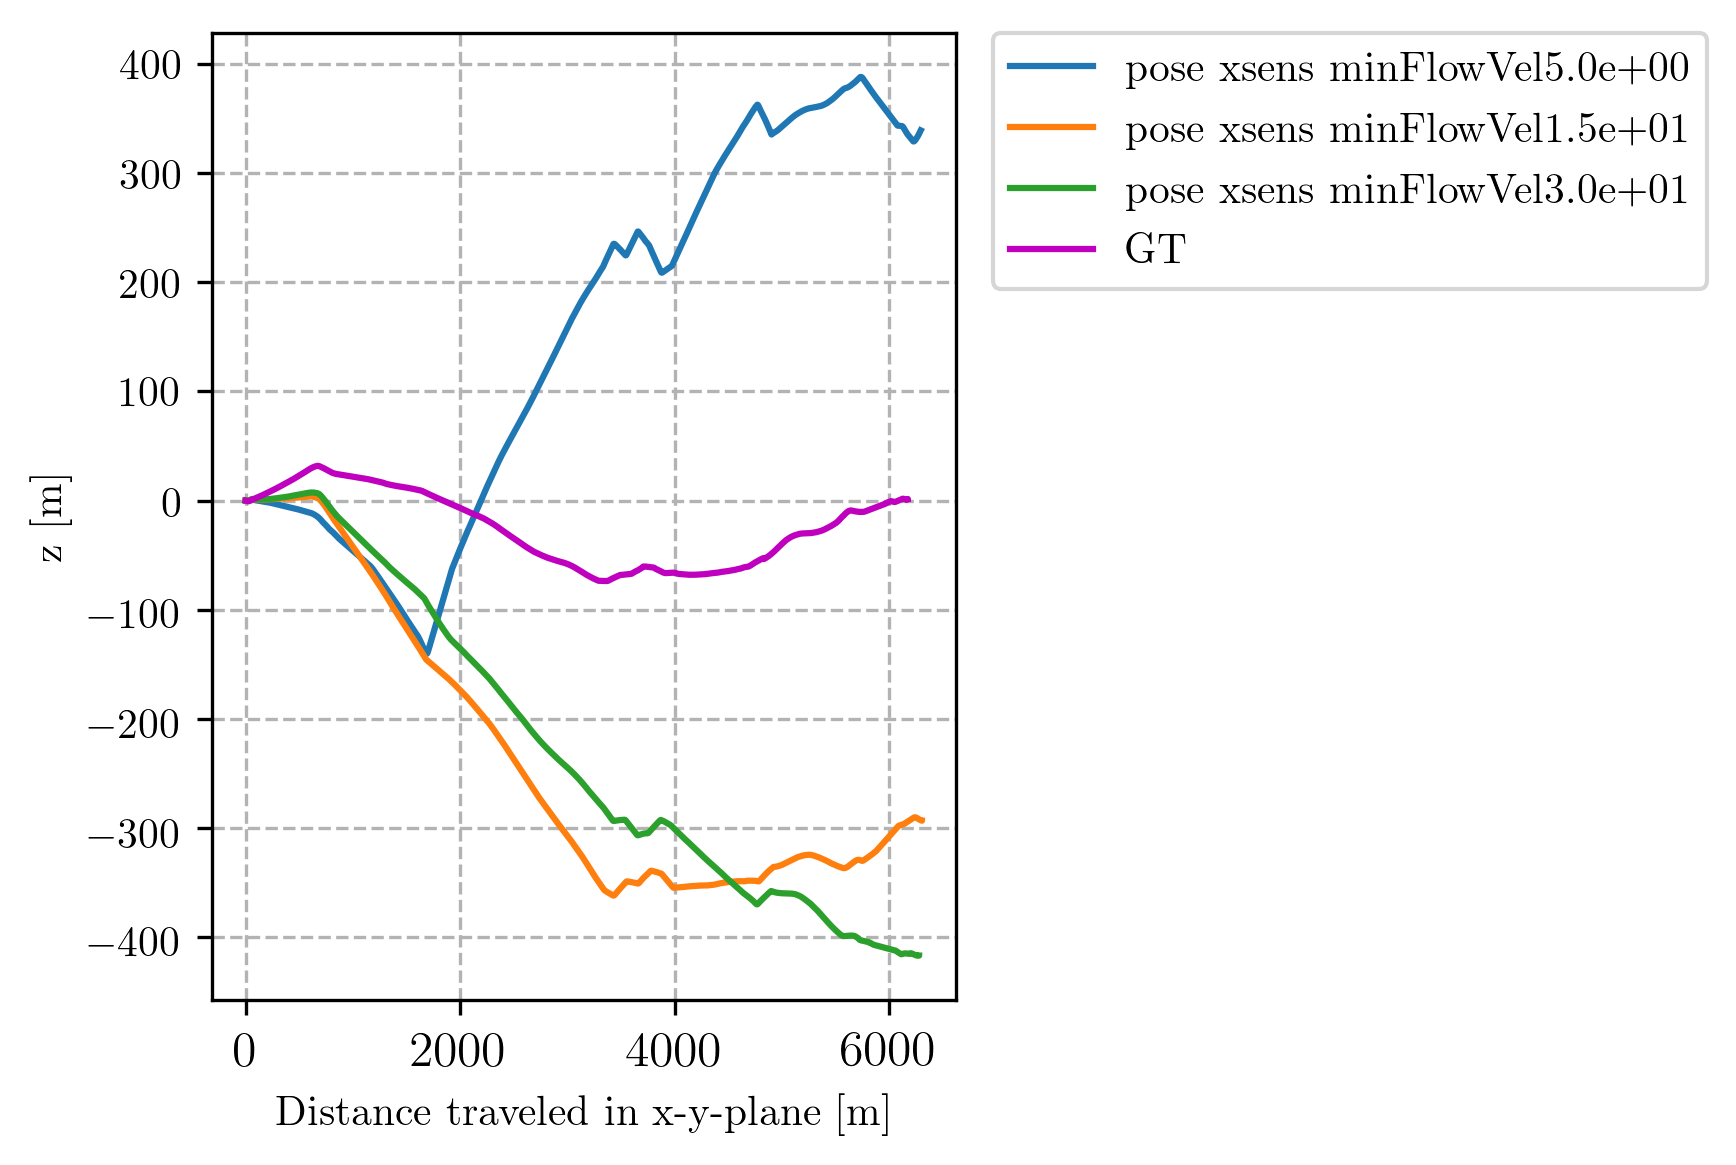 400
300
200
100
0
−100
−200
−300
−400
z [m]
0 2000 4000 6000
Distance traveled in x-y-plane [m]
pose xsens minFlowVel5.0e+00
pose xsens minFlowVel1.5e+01
pose xsens minFlowVel3.0e+01
GT